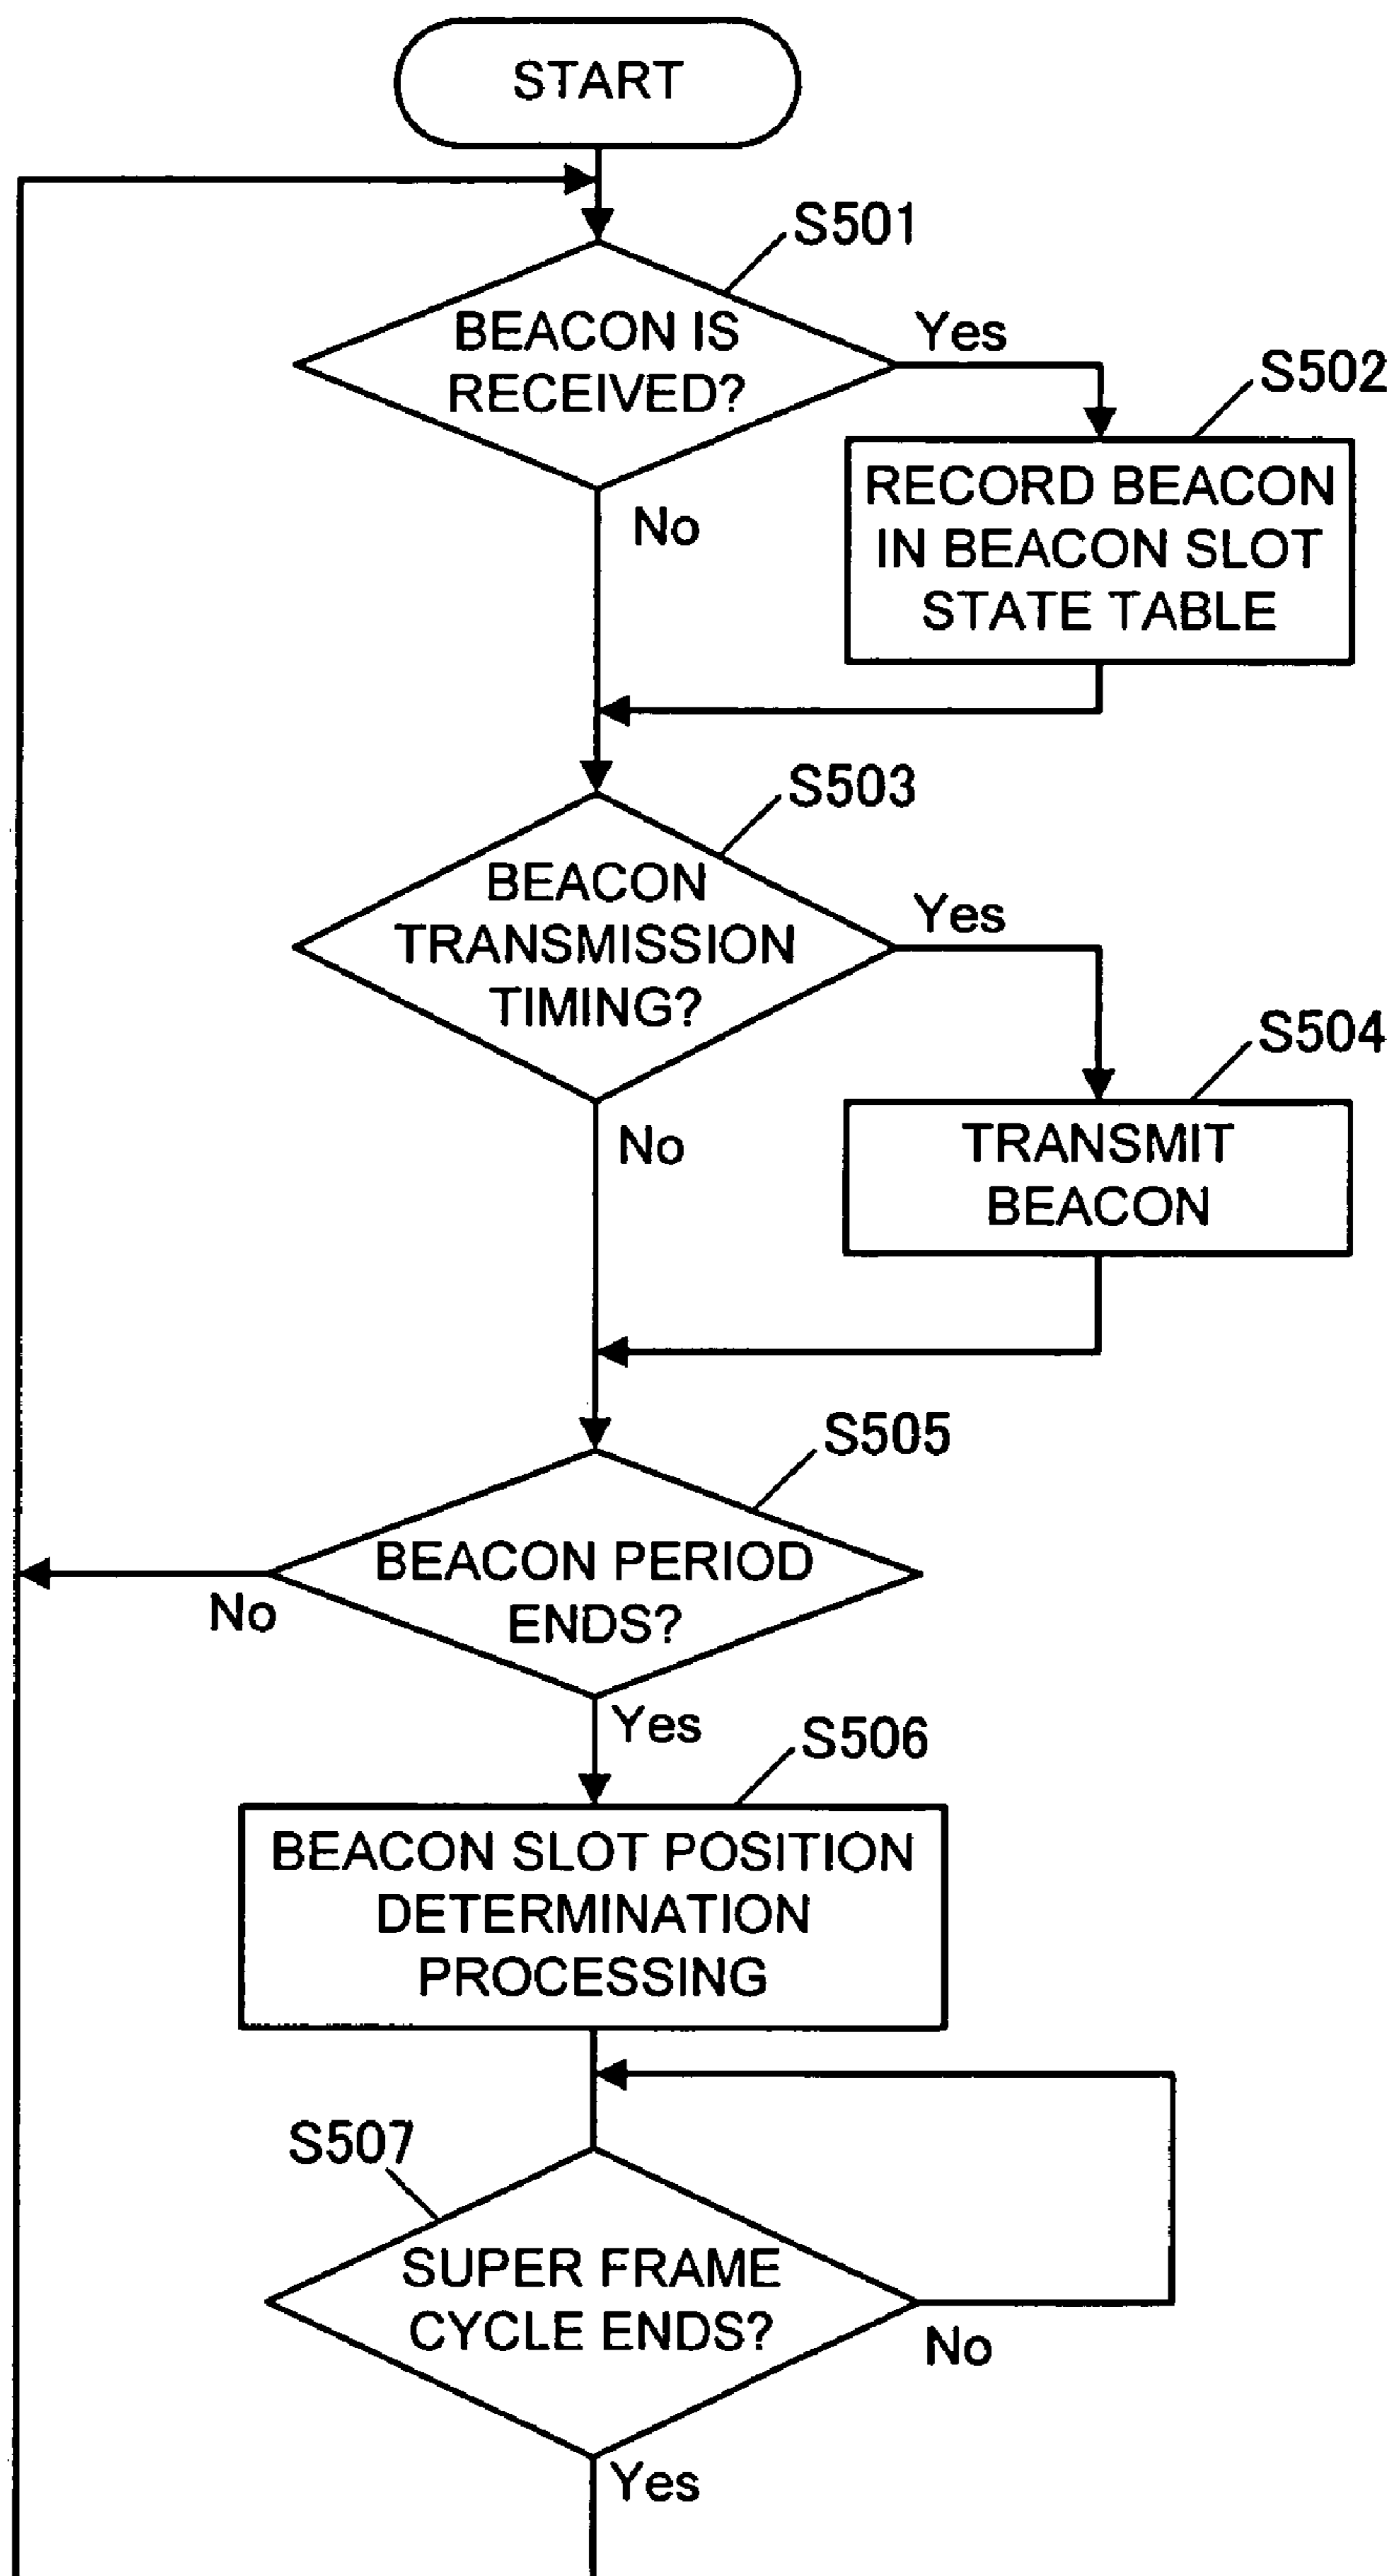 START
S501
BEACON IS
RECEIVED?
Yes
S502
RECORD BEACON
IN BEACON SLOT
STATE TABLE
No
S503
BEACON
TRANSMISSION
TIMING?
Yes
S504
TRANSMIT
BEACON
No
S505
BEACON PERIOD
ENDS?
No
Yes
S506
BEACON SLOT POSITION
DETERMINATION
PROCESSING
S507
SUPER FRAME
CYCLE ENDS?
No
Yes